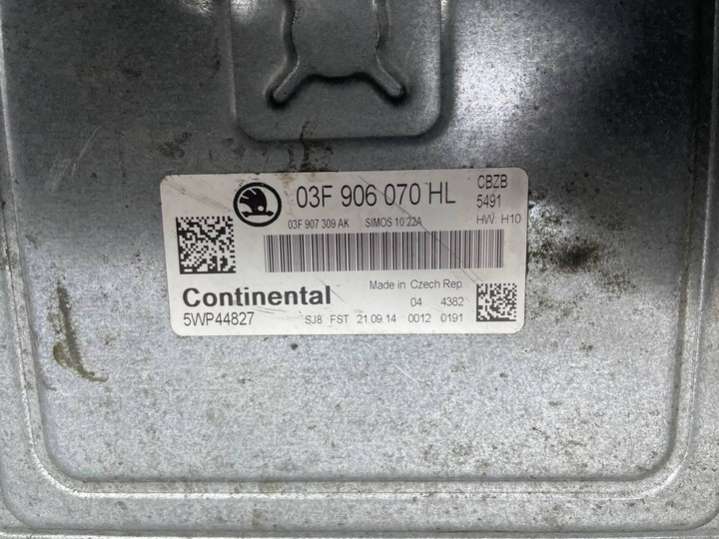 03F 906 070 HL CBZB
5491
03F 907 309 AK SIMOS 10.22A HW H10
Made in Czech Rep
Continental 04 4382
5WP44827 SJ8 FST 21 09 14 0012 0191